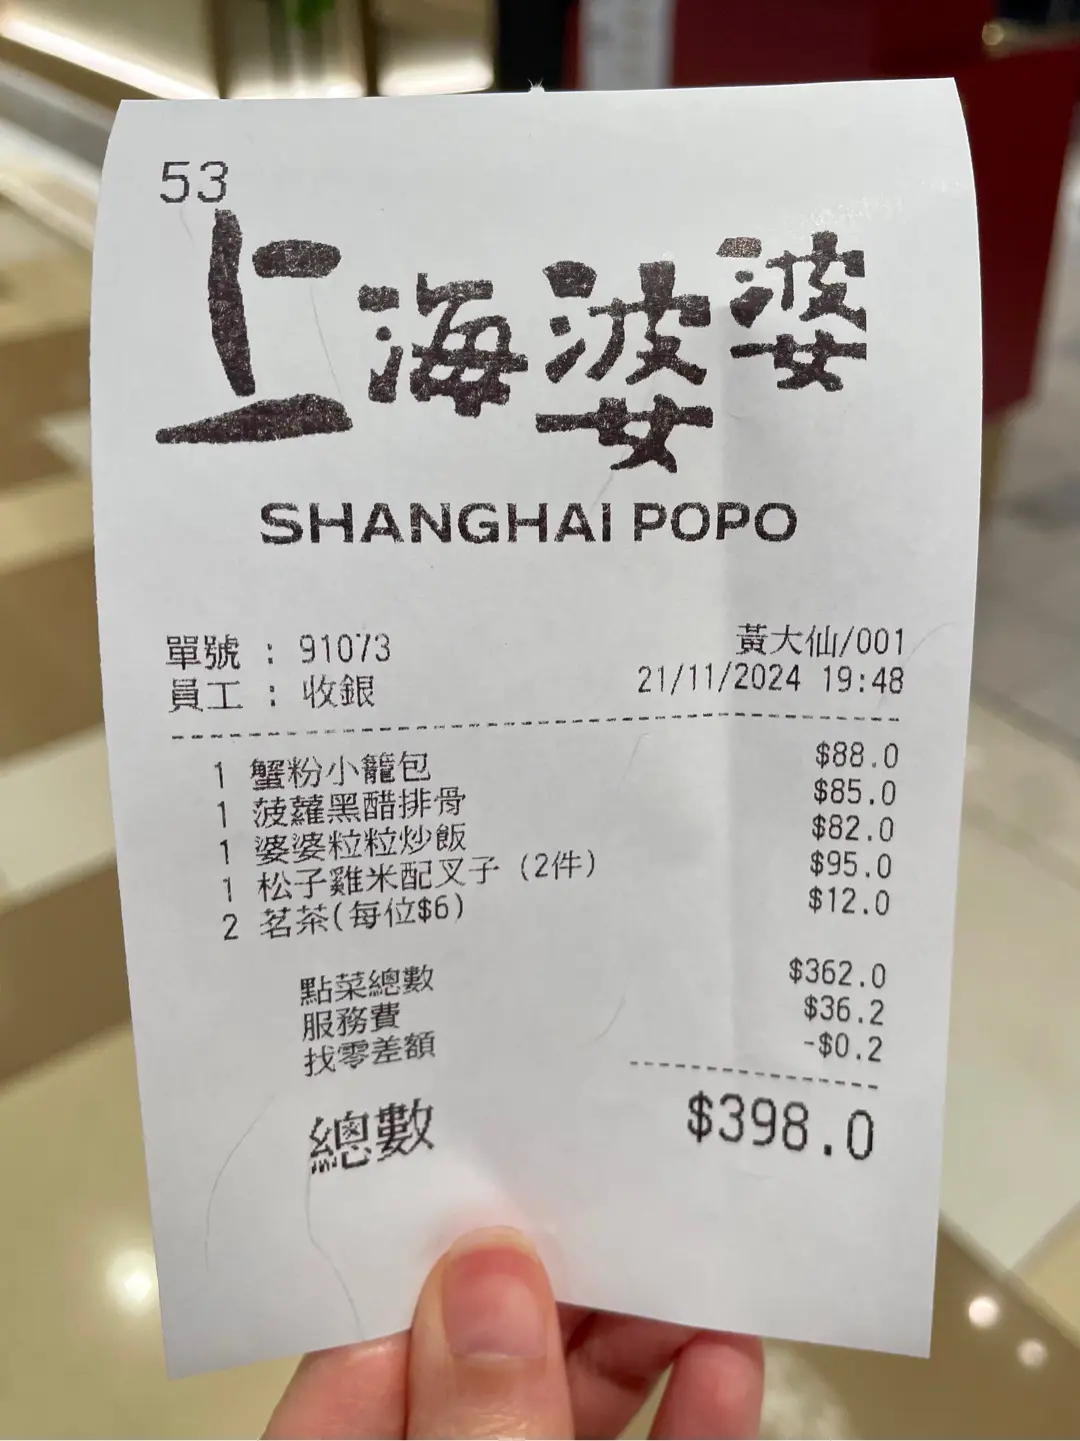 53
上海婆婆
SHANGHAI POPO
單號 : 91073 黃大仙/001
員工 : 收銀 21/11/2024 19:48
1 蟹粉小籠包 $88.0
1 菠蘿黑醋排骨 $85.0
1 婆婆粒粒炒飯 $82.0
1 松子雞米配叉子 (2件) $95.0
2 茗茶(每位$6) $12.0
點菜總數 $362.0
服務費 $36.2
找零差額 -$0.2
總數 $398.0